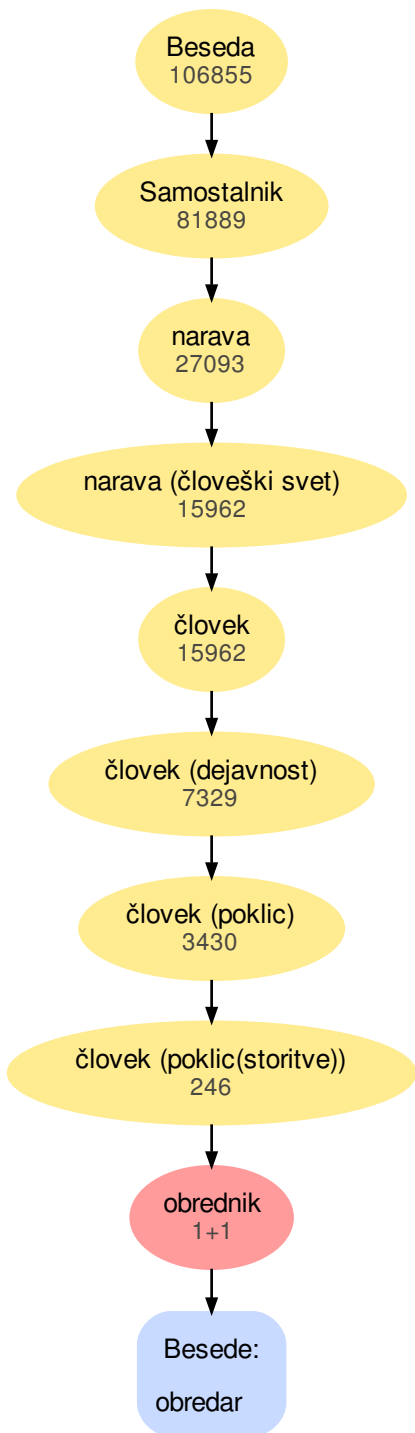 Beseda
106855
Samostalnik
81889
narava
27093
narava (človeški svet)
15962
človek
15962
človek (dejavnost)
7329
človek (poklic)
3430
človek (poklic(storitve))
246
obrednik
1+1
Besede:
obredar